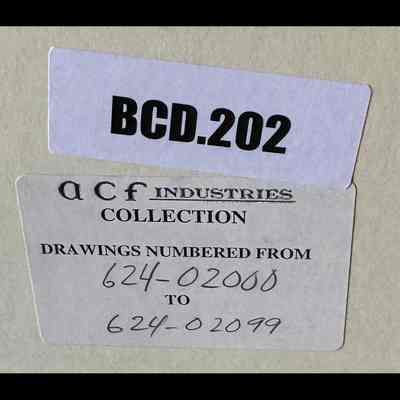 BCD.202
acf INDUSTRIES
COLLECTION
DRAWINGS NUMBERED FROM
624-02000
TO
624-02099